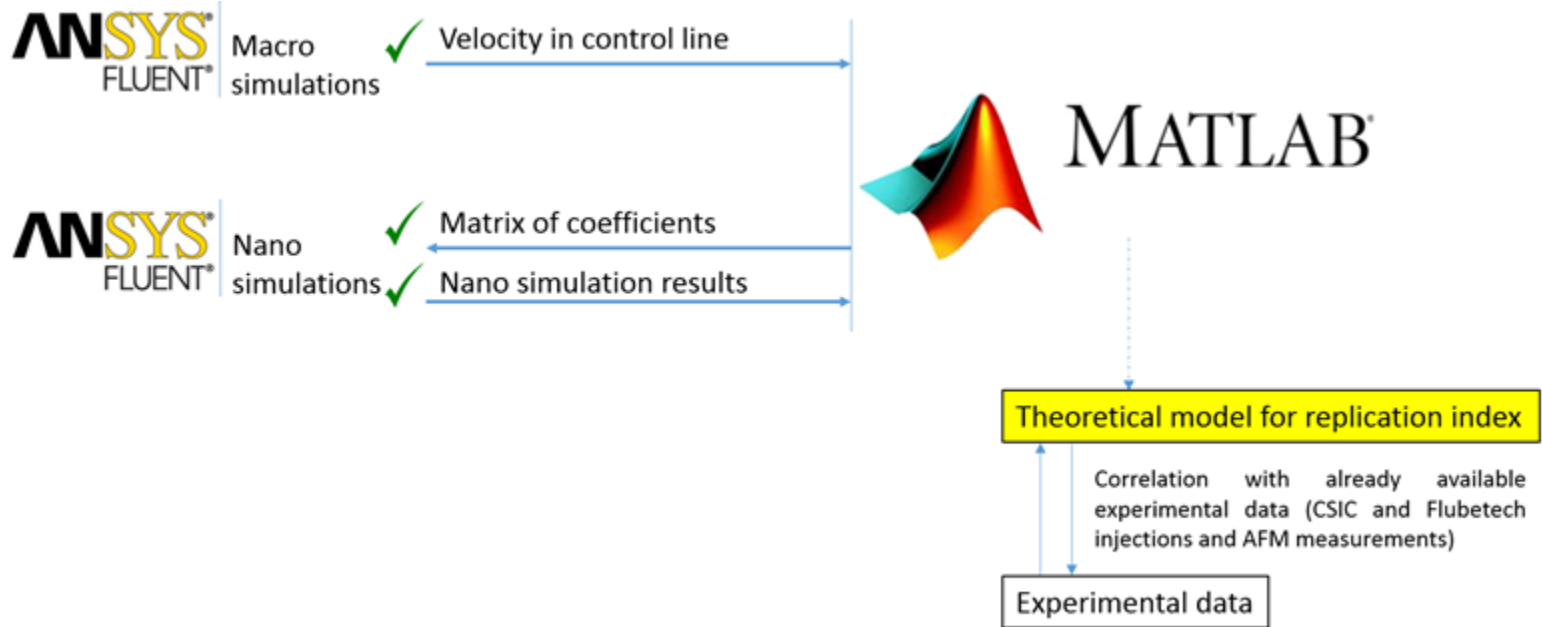 ANSYS
FLUENT®
Macro
simulations
Velocity in control line
MATLAB®
ANSYS
FLUENT®
Nano
simulations
Matrix of coefficients
Nano simulation results
Theoretical model for replication index
Correlation with already available
experimental data (CSIC and Flubetech
injections and AFM measurements)
Experimental data